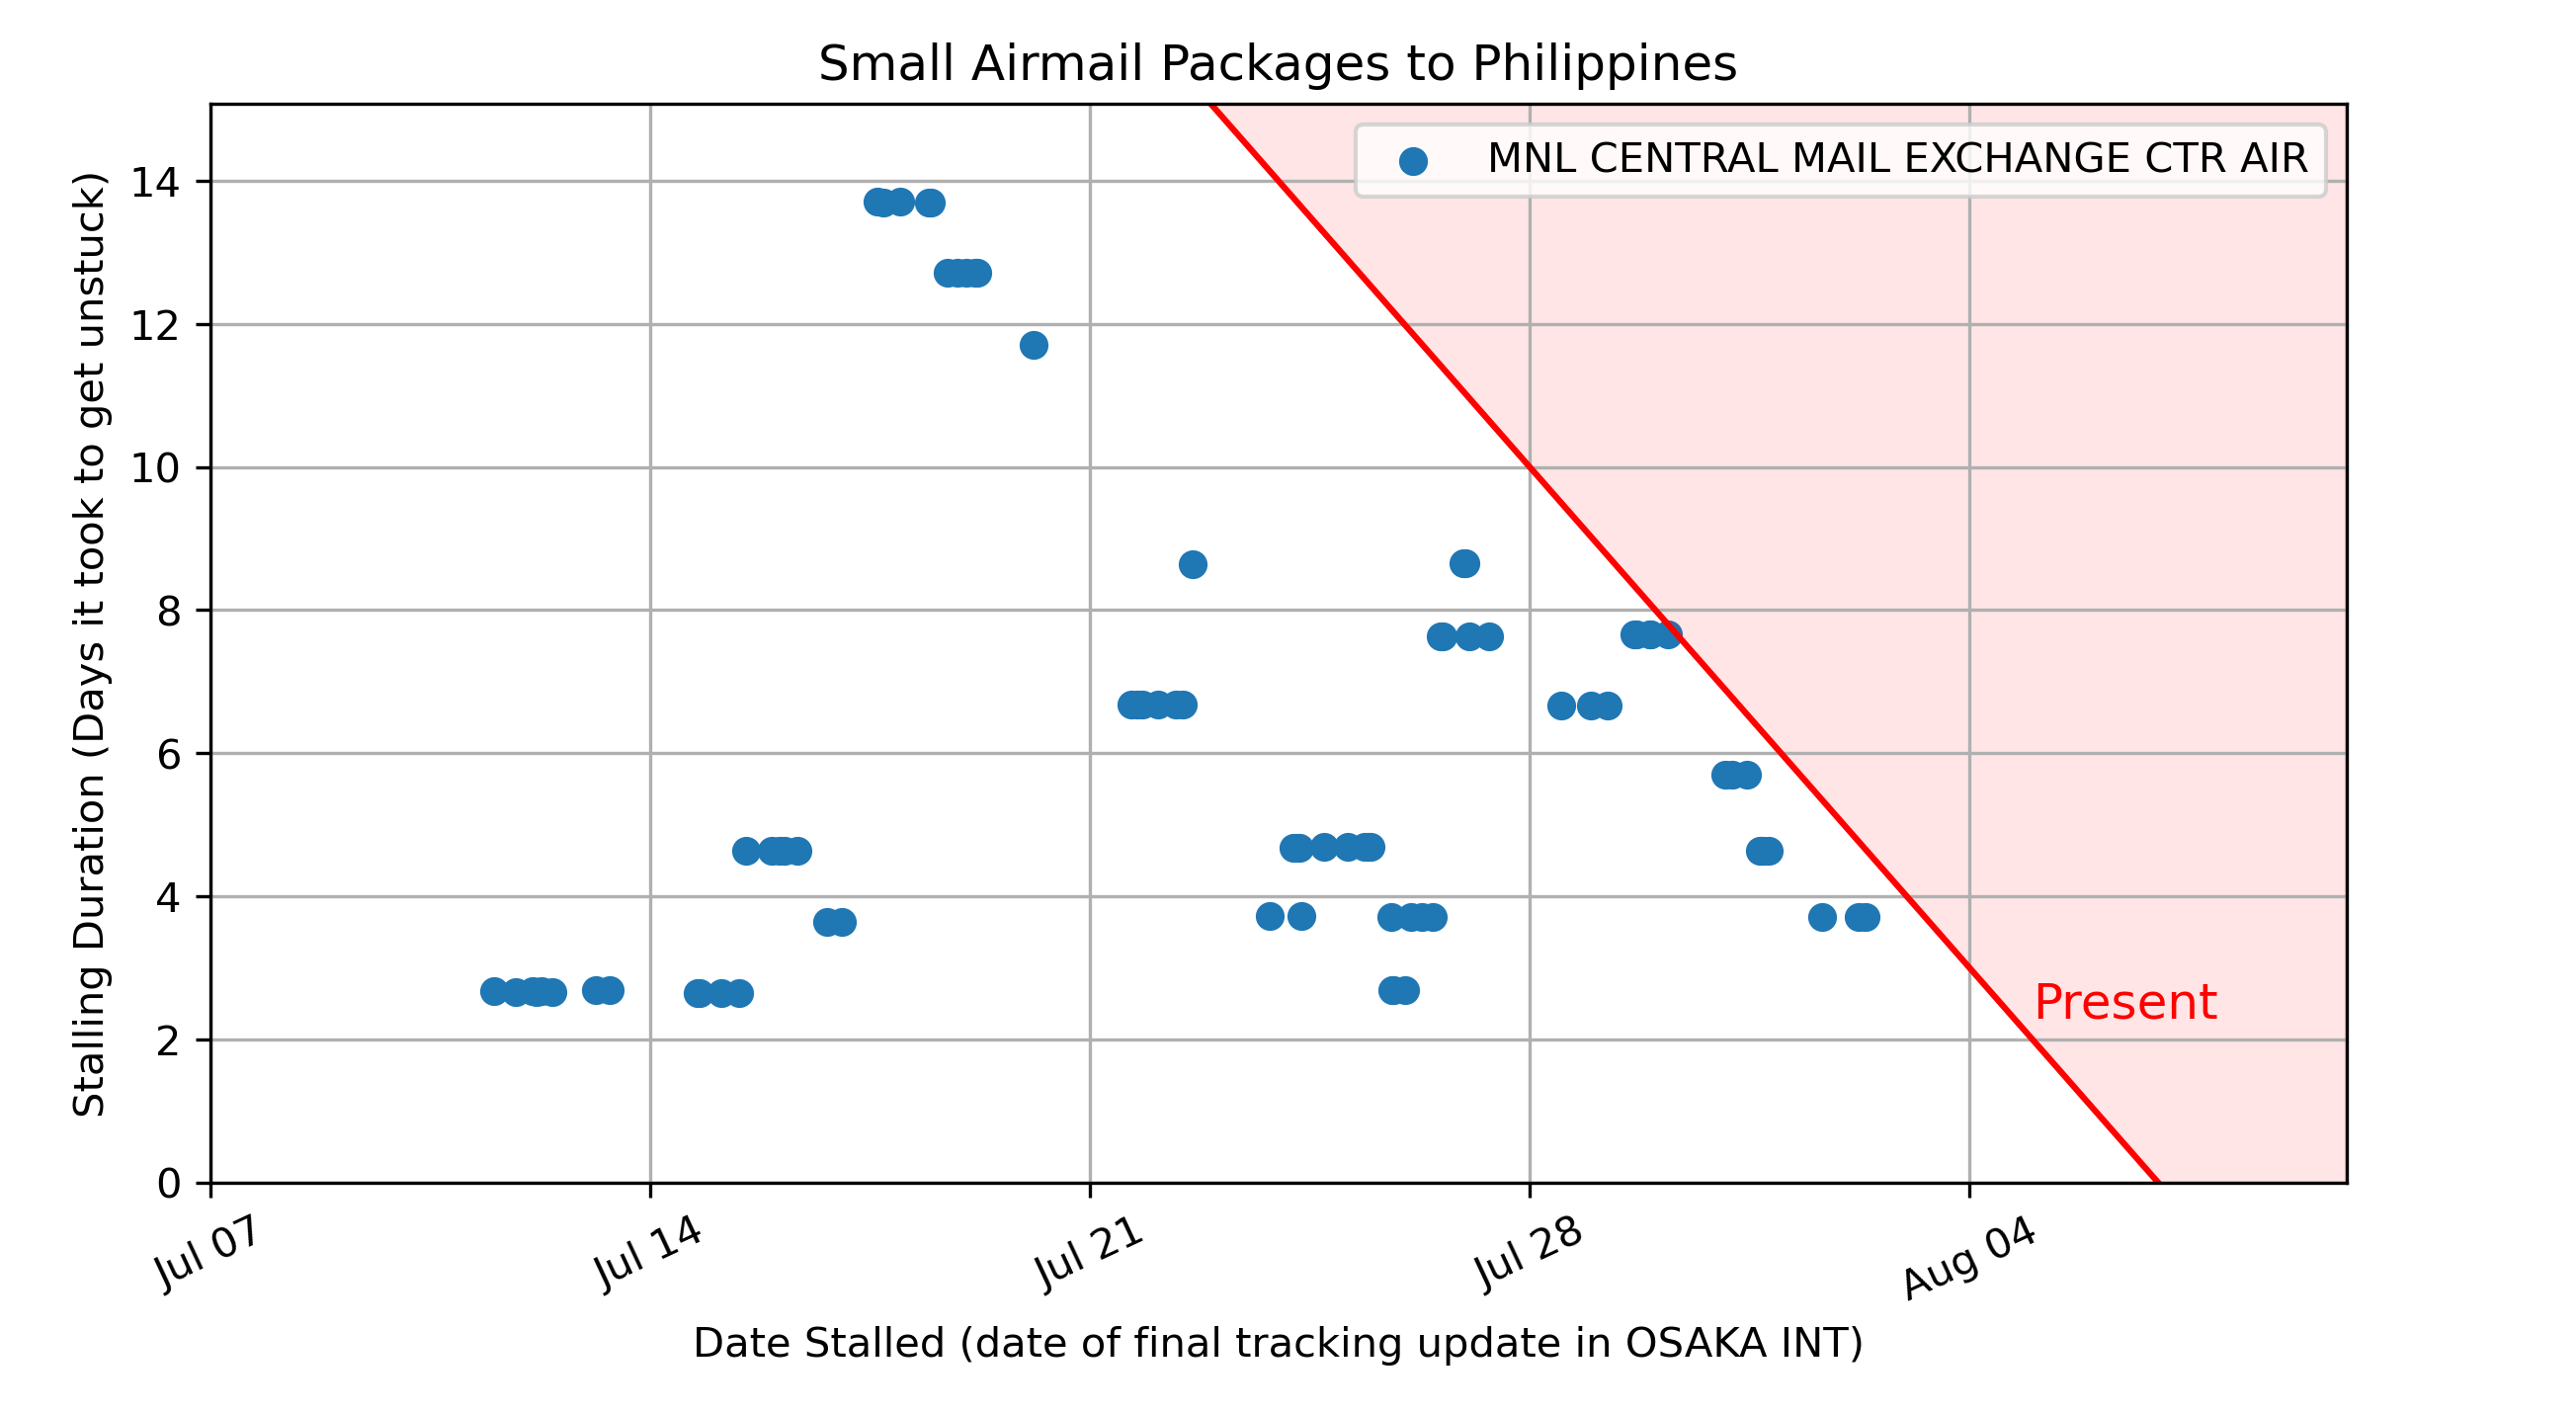 Small Airmail Packages to Philippines
MNL CENTRAL MAIL EXCHANGE CTR AIR
Stalling Duration (Days it took to get unstuck)
14
12
10
8
6
4
2
0
Present
Jul 07
Jul 14
Jul 21
Jul 28
Aug 04
Date Stalled (date of final tracking update in OSAKA INT)